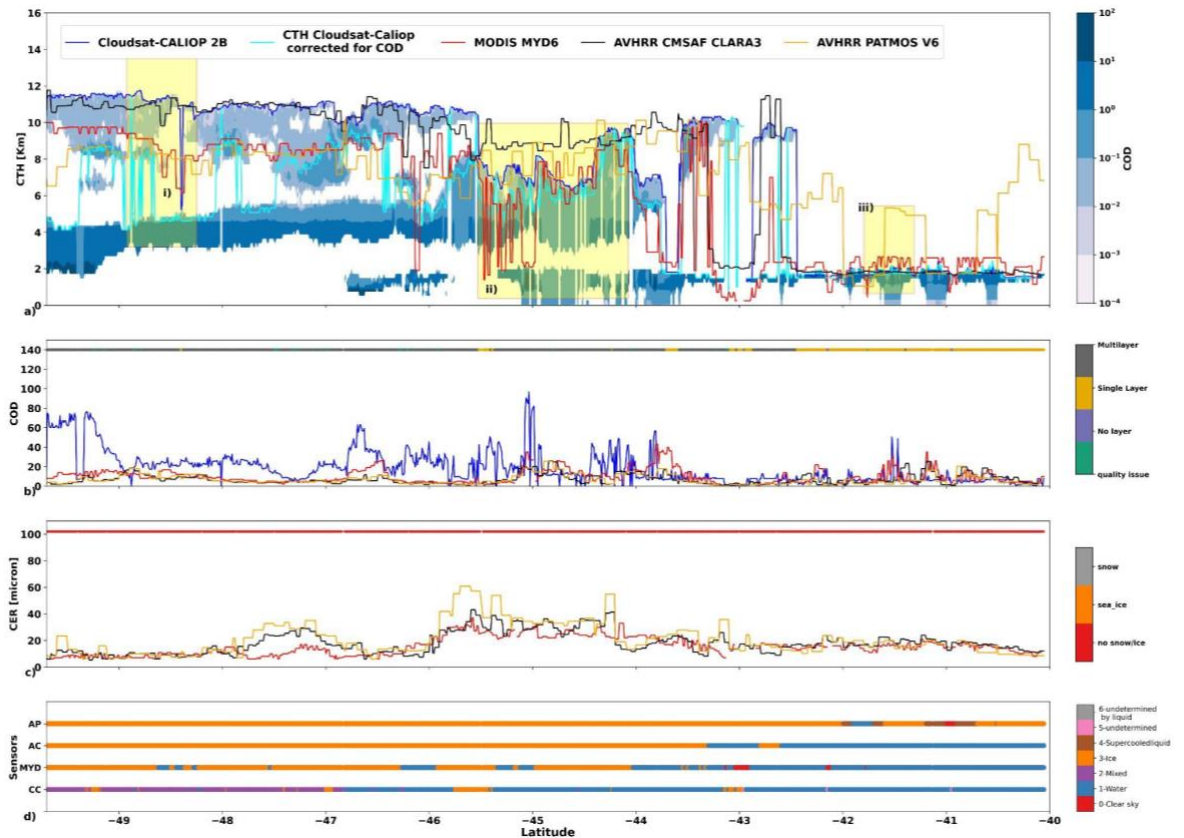 16
14
12
10
8
6
4
2
0
CTH [Km]
a)
Cloudsat-CALIOP 2B
CTH Cloudsat-Caliop
corrected for COD
MODIS MYD6
AVHRR CMSAF CLARA3
AVHRR PATMOS V6
i)
ii)
iii)
10²
10¹
10⁰
10⁻¹
10⁻²
10⁻³
10⁻⁴
COD
140
120
100
80
60
40
20
0
COD
b)
Multilayer
Single Layer
No layer
quality issue
100
80
60
40
20
0
CER [micron]
c)
snow
sea_ice
no snow/ice
AP
AC
MYD
CC
Sensors
d)
6-undetermined
by liquid
5-undetermined
4-Supercooledliquid
3-Ice
2-Mixed
1-Water
0-Clear sky
−49
−48
−47
−46
−45
−44
−43
−42
−41
−40
Latitude